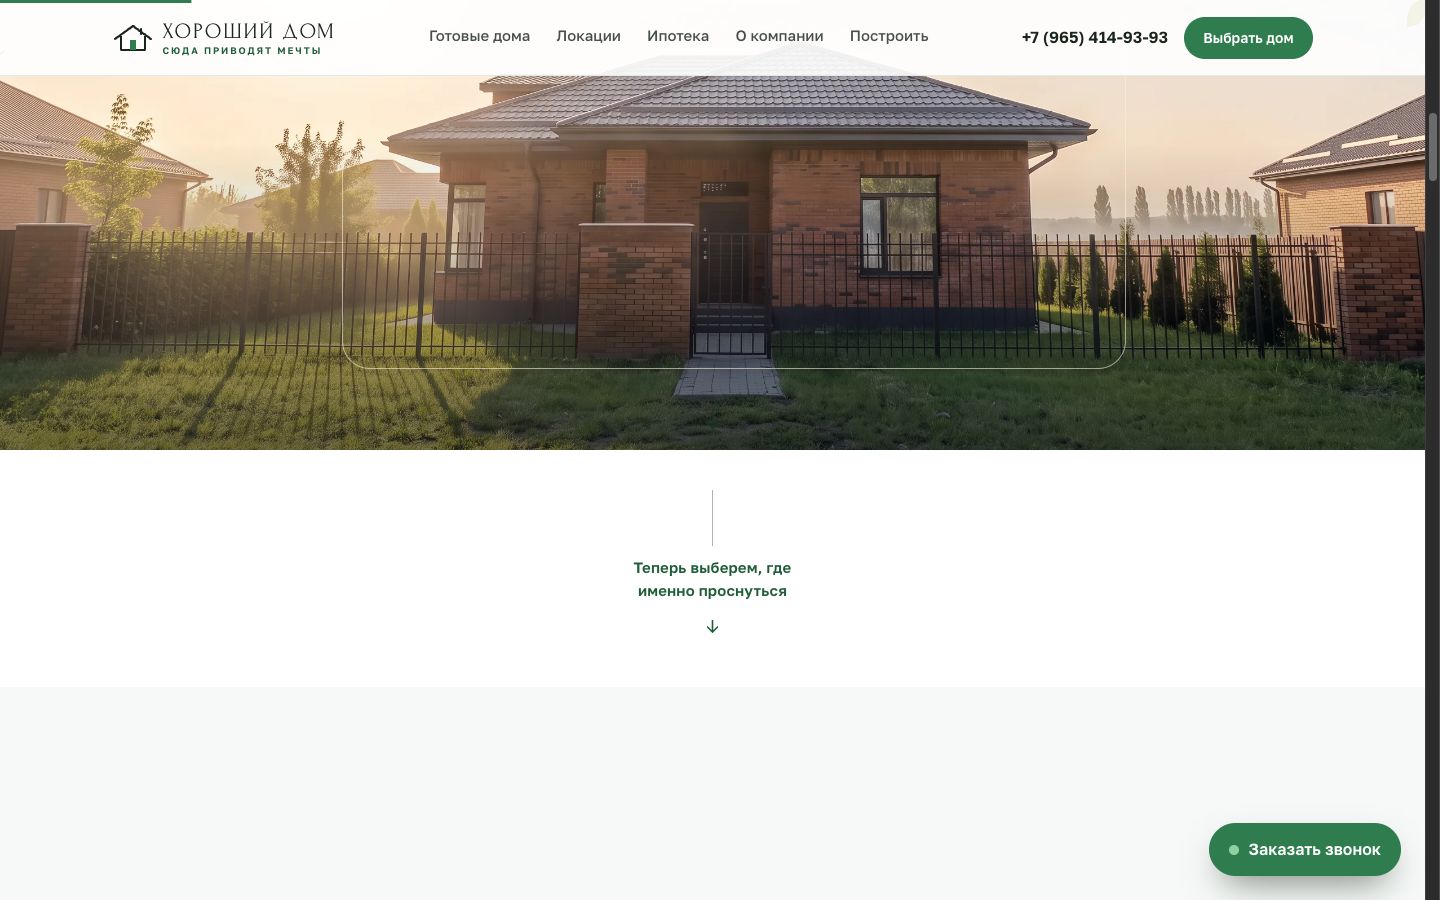 ХОРОШИЙ ДОМ
СЮДА ПРИВОДЯТ МЕЧТЫ
Готовые дома
Локации
Ипотека
О компании
Построить
+7 (965) 414-93-93
Выбрать дом
Теперь выберем, где
именно проснуться
Заказать звонок